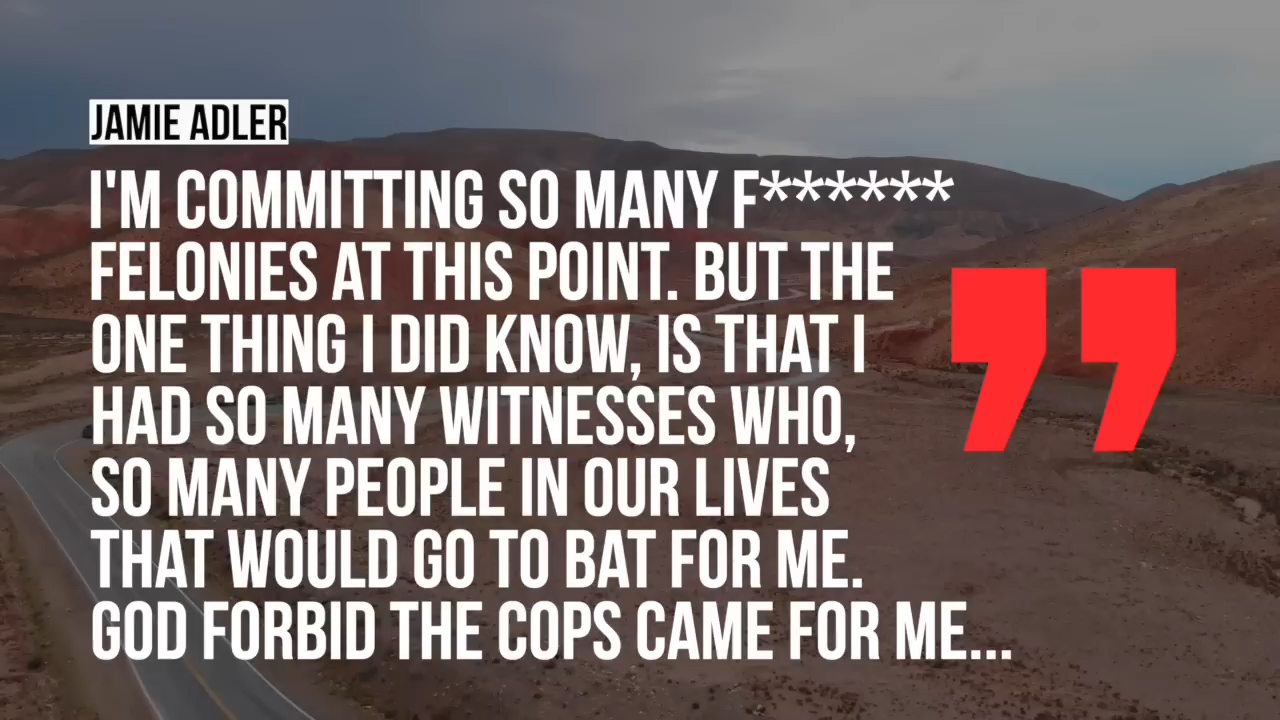 JAMIE ADLER
I'M COMMITTING SO MANY F******
FELONIES AT THIS POINT. BUT THE
ONE THING I DID KNOW, IS THAT I
HAD SO MANY WITNESSES WHO,
SO MANY PEOPLE IN OUR LIVES
THAT WOULD GO TO BAT FOR ME.
GOD FORBID THE COPS CAME FOR ME...
”